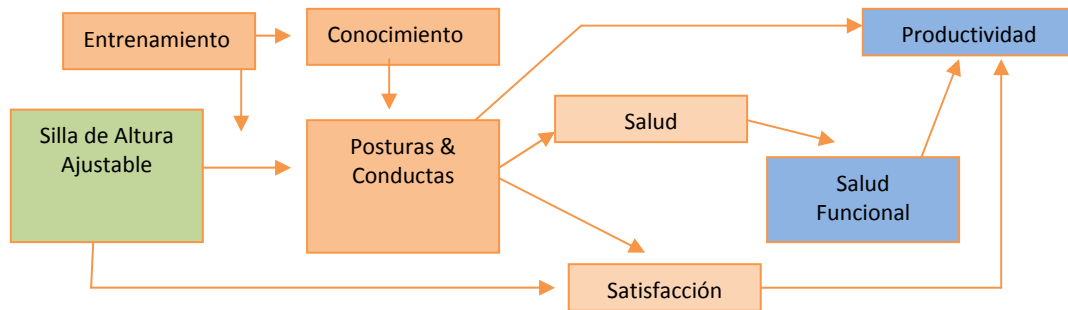 Entrenamiento
Conocimiento
Productividad
Silla de Altura
Ajustable
Posturas &
Conductas
Salud
Salud
Funcional
Satisfacción